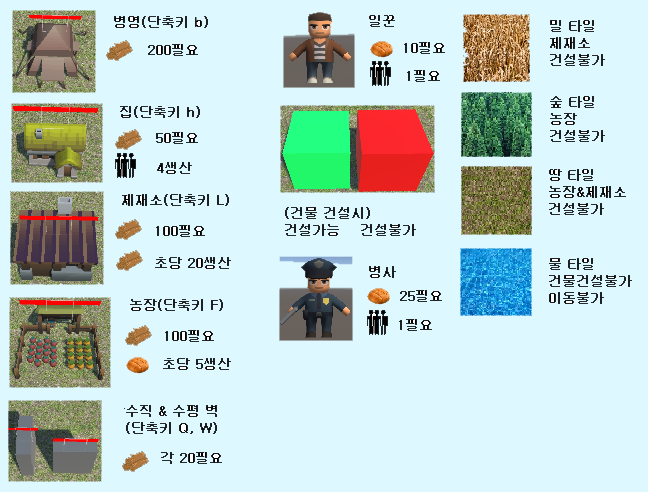 병영(단축키 b)
200필요
집(단축키 h)
50필요
4생산
제재소(단축키 L)
100필요
초당 20생산
농장(단축키 F)
100필요
초당 5생산
수직 & 수평 벽
(단축키 Q, W)
각 20필요
일꾼
10필요
1필요
(건물 건설시)
건설가능 건설불가
병사
25필요
1필요
밀 타일
제재소
건설불가
숲 타일
농장
건설불가
땅 타일
농장&제재소
건설불가
물 타일
건물건설불가
이동불가